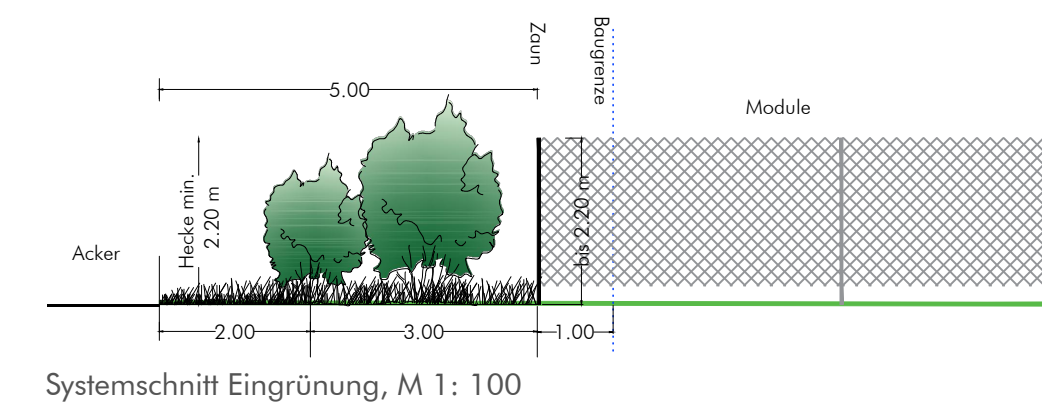 Zaun
Baugrenze
5.00
Module
Hecke min.
2.20 m
bis 2.20 m
Acker
2.00
3.00
1.00
Systemschnitt Eingrünung, M 1: 100